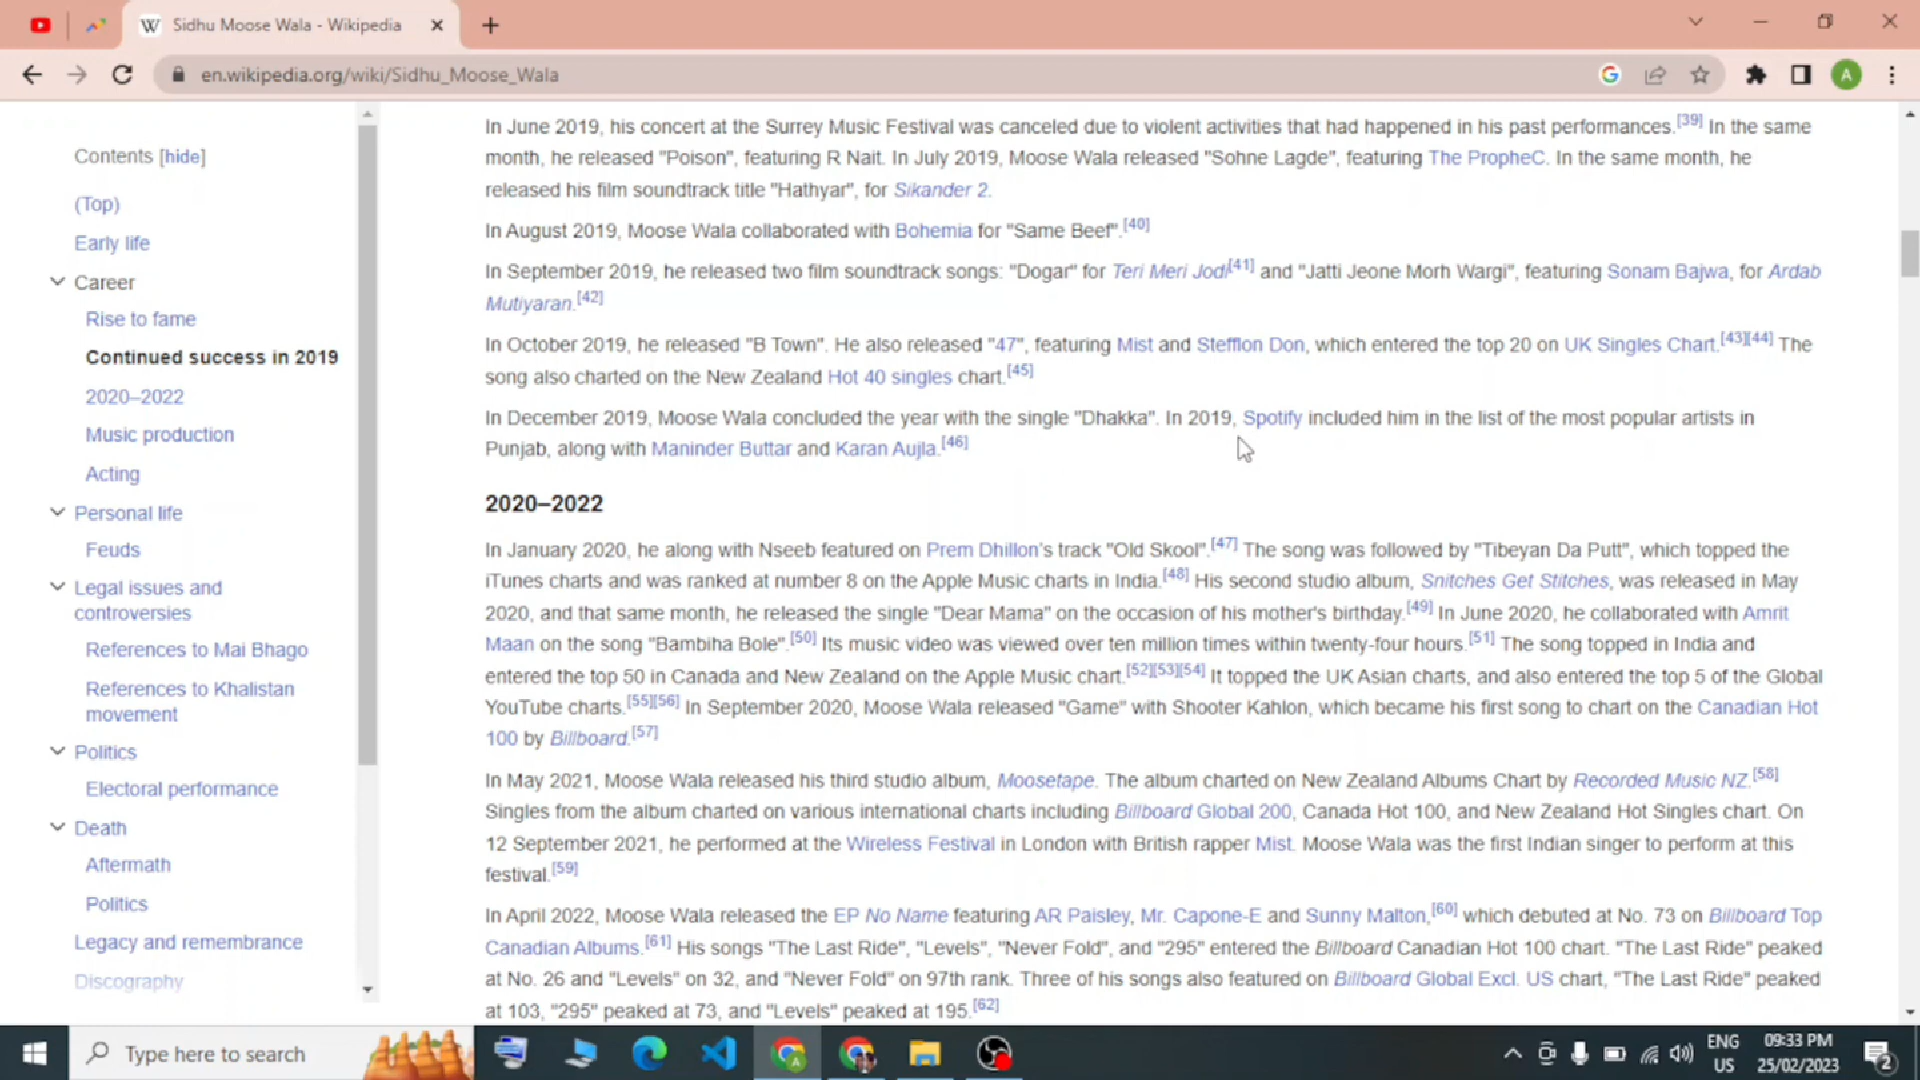 Sidhu Moose Wala - Wikipedia
en.wikipedia.org/wiki/Sidhu_Moose_Wala
A
Contents [hide]
(Top)
Early life
Career
Rise to fame
Continued success in 2019
2020–2022
Music production
Acting
Personal life
Feuds
Legal issues and
controversies
References to Mai Bhago
References to Khalistan
movement
Politics
Electoral performance
Death
Aftermath
Politics
Legacy and remembrance
Discography
In June 2019, his concert at the Surrey Music Festival was canceled due to violent activities that had happened in his past performances.[39] In the same
month, he released "Poison", featuring R Nait. In July 2019, Moose Wala released "Sohne Lagde", featuring The PropheC. In the same month, he
released his film soundtrack title "Hathyar", for Sikander 2.
In August 2019, Moose Wala collaborated with Bohemia for "Same Beef".[40]
In September 2019, he released two film soundtrack songs: "Dogar" for Teri Meri Jodi[41] and "Jatti Jeone Morh Wargi", featuring Sonam Bajwa, for Ardab
Mutiyaran.[42]
In October 2019, he released "B Town". He also released "47", featuring Mist and Stefflon Don, which entered the top 20 on UK Singles Chart.[43][44] The
song also charted on the New Zealand Hot 40 singles chart.[45]
In December 2019, Moose Wala concluded the year with the single "Dhakka". In 2019, Spotify included him in the list of the most popular artists in
Punjab, along with Maninder Buttar and Karan Aujla.[46]
2020–2022
In January 2020, he along with Nseeb featured on Prem Dhillon's track "Old Skool".[47] The song was followed by "Tibeyan Da Putt", which topped the
iTunes charts and was ranked at number 8 on the Apple Music charts in India.[48] His second studio album, Snitches Get Stitches, was released in May
2020, and that same month, he released the single "Dear Mama" on the occasion of his mother's birthday.[49] In June 2020, he collaborated with Amrit
Maan on the song "Bambiha Bole".[50] Its music video was viewed over ten million times within twenty-four hours.[51] The song topped in India and
entered the top 50 in Canada and New Zealand on the Apple Music chart.[52][53][54] It topped the UK Asian charts, and also entered the top 5 of the Global
YouTube charts.[55][56] In September 2020, Moose Wala released "Game" with Shooter Kahlon, which became his first song to chart on the Canadian Hot
100 by Billboard.[57]
In May 2021, Moose Wala released his third studio album, Moosetape. The album charted on New Zealand Albums Chart by Recorded Music NZ.[58]
Singles from the album charted on various international charts including Billboard Global 200, Canada Hot 100, and New Zealand Hot Singles chart. On
12 September 2021, he performed at the Wireless Festival in London with British rapper Mist. Moose Wala was the first Indian singer to perform at this
festival.[59]
In April 2022, Moose Wala released the EP No Name featuring AR Paisley, Mr. Capone-E and Sunny Malton,[60] which debuted at No. 73 on Billboard Top
Canadian Albums.[61] His songs "The Last Ride", "Levels", "Never Fold", and "295" entered the Billboard Canadian Hot 100 chart. "The Last Ride" peaked
at No. 26 and "Levels" on 32, and "Never Fold" on 97th rank. Three of his songs also featured on Billboard Global Excl. US chart, "The Last Ride" peaked
at 103, "295" peaked at 73, and "Levels" peaked at 195.[62]
Type here to search
ENG
US
09:33 PM
25/02/2023
2